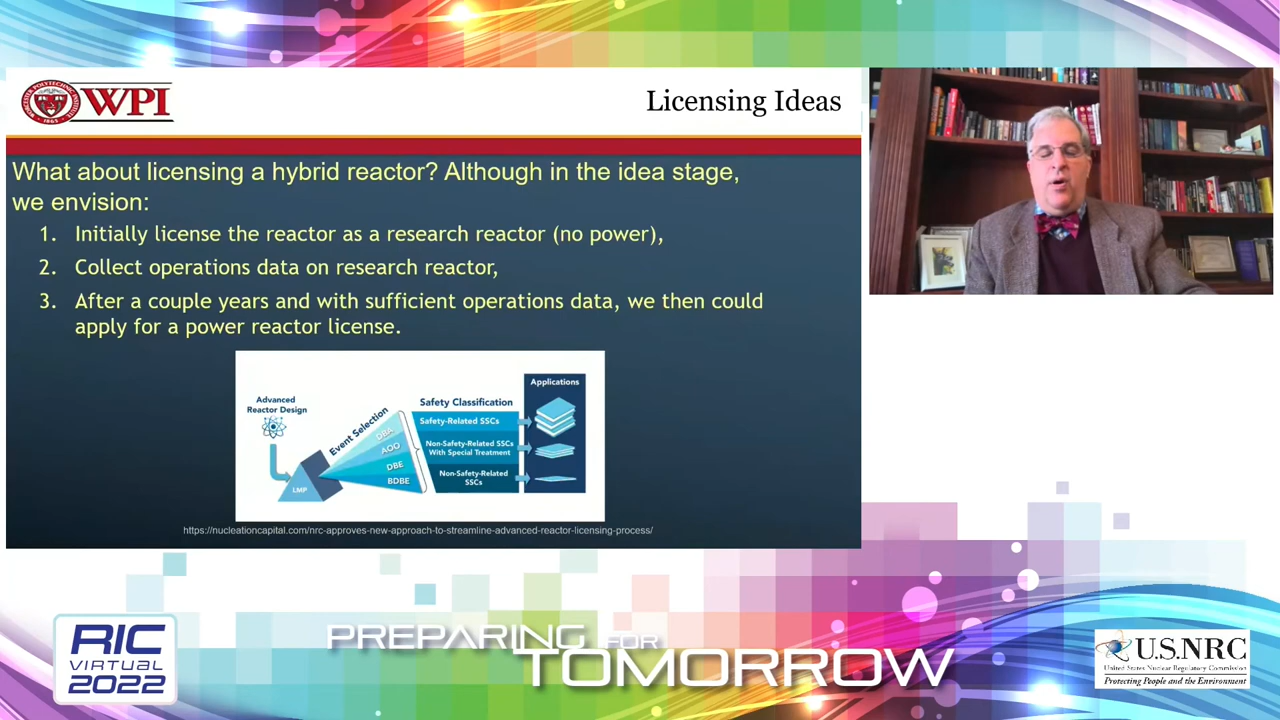 WPI
Licensing Ideas
What about licensing a hybrid reactor? Although in the idea stage,
we envision:
1. Initially license the reactor as a research reactor (no power),
2. Collect operations data on research reactor,
3. After a couple years and with sufficient operations data, we then could
apply for a power reactor license.
Advanced
Reactor Design
LMP
Event Selection
DBA
AOO
DBE
BDBE
Safety Classification
Safety-Related SSCs
Non-Safety-Related SSCs
With Special Treatment
Non-Safety-Related
SSCs
Applications
https://nucleationcapital.com/nrc-approves-new-approach-to-streamline-advanced-reactor-licensing-process/
RIC
VIRTUAL
2022
PREPARING FOR
TOMORROW
U.S.NRC
United States Nuclear Regulatory Commission
Protecting People and the Environment